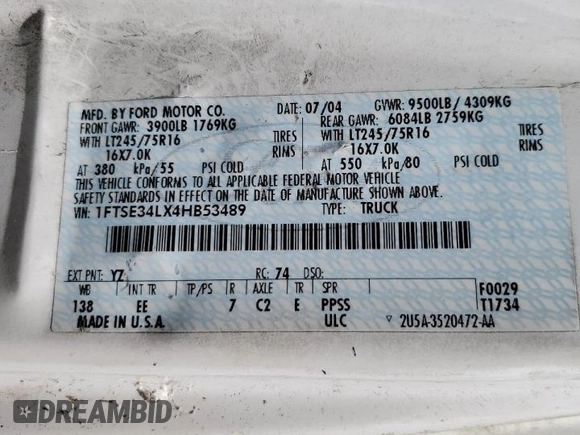 MFD. BY FORD MOTOR CO. DATE: 07/04 GVWR: 9500LB/ 4309KG
FRONT GAWR: 3900LB 1769KG REAR GAWR: 6084LB 2759KG
WITH LT245/75R16 TIRES WITH LT245/75R16 TIRES
16X7.0K RIMS 16X7.0K RIMS
AT 380 kPa/55 PSI COLD AT 550 kPa/80 PSI COLD
THIS VEHICLE CONFORMS TO ALL APPLICABLE FEDERAL MOTOR VEHICLE
SAFETY STANDARDS IN EFFECT ON THE DATE OF MANUFACTURE SHOWN ABOVE.
VIN: 1FTSE34LX4HB53489 TYPE: TRUCK
EXT PNT: YZ RC: 74 DSO:
WB INT TR TP/PS R AXLE TR SPR F0029
138 EE 7 C2 E PPSS T1734
MADE IN U.S.A. ULC ▽ 2U5A-3520472-AA
DREAMBID